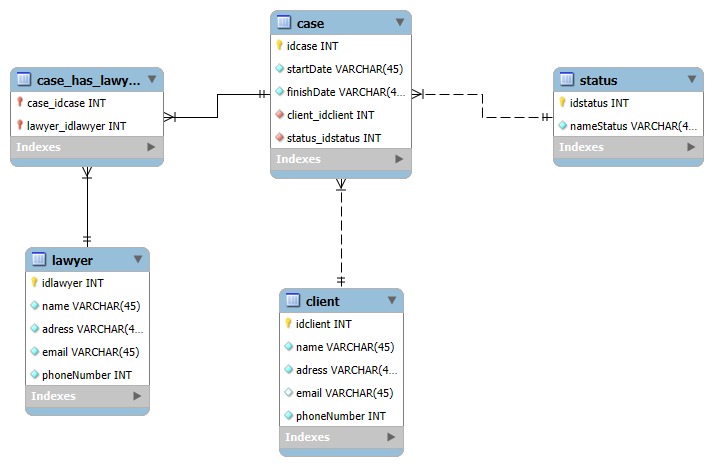 case
idcase INT
startDate VARCHAR(45)
finishDate VARCHAR(4...
client_idclient INT
status_idstatus INT
Indexes
case_has_lawy...
case_idcase INT
lawyer_idlawyer INT
Indexes
status
idstatus INT
nameStatus VARCHAR(4...
Indexes
lawyer
idlawyer INT
name VARCHAR(45)
adress VARCHAR(4...
email VARCHAR(45)
phoneNumber INT
Indexes
client
idclient INT
name VARCHAR(45)
adress VARCHAR(4...
email VARCHAR(45)
phoneNumber INT
Indexes